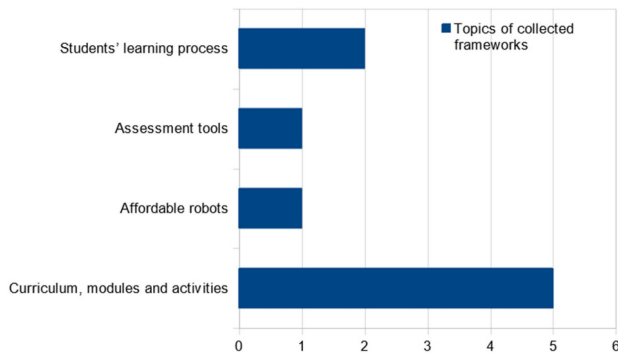 Topics of collected
frameworks
Students’ learning process
Assessment tools
Affordable robots
Curriculum, modules and activities
0 1 2 3 4 5 6